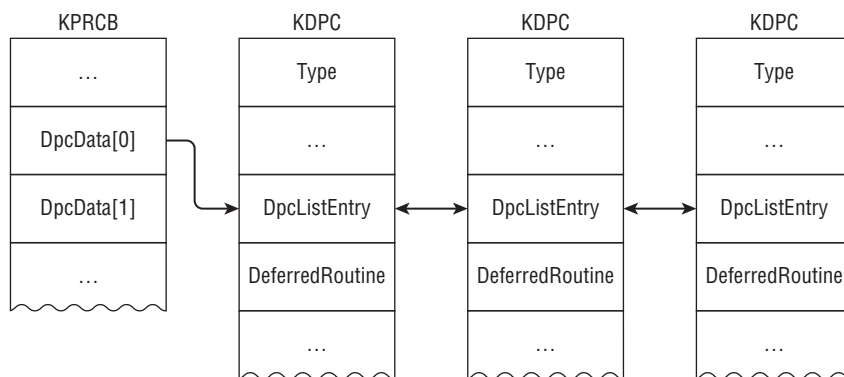 KPRCB
…
DpcData[0]
DpcData[1]
…
KDPC
Type
…
DpcListEntry
DeferredRoutine
…
KDPC
Type
…
DpcListEntry
DeferredRoutine
…
KDPC
Type
…
DpcListEntry
DeferredRoutine
…